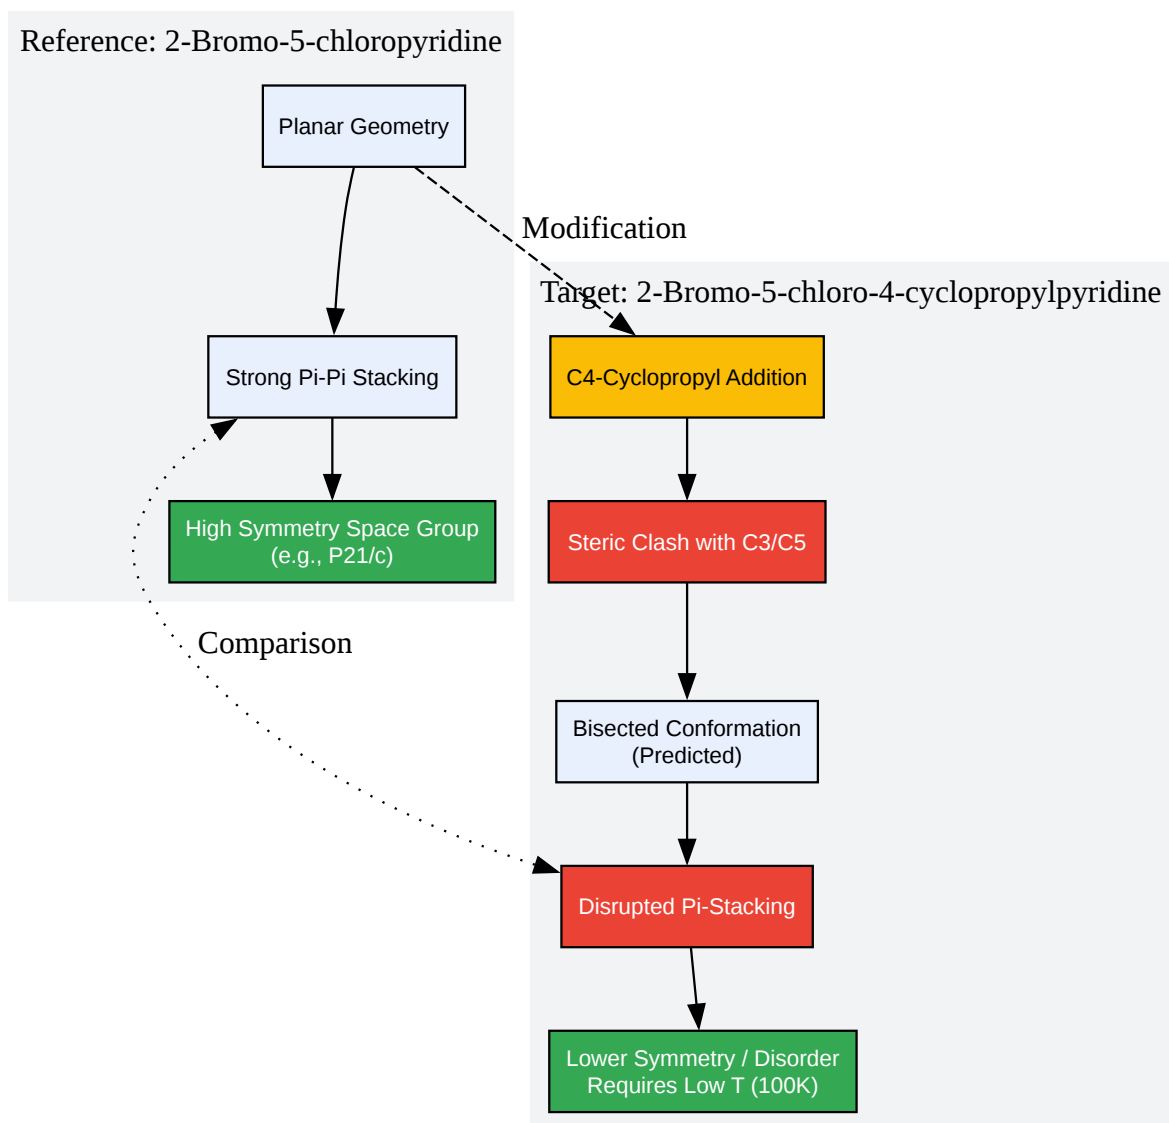 Reference: 2-Bromo-5-chloropyridine
Planar Geometry
Modification
Target: 2-Bromo-5-chloro-4-cyclopropylpyridine
Strong Pi-Pi Stacking
C4-Cyclopropyl Addition
High Symmetry Space Group
(e.g., P21/c)
Steric Clash with C3/C5
Comparison
Bisected Conformation
(Predicted)
Disrupted Pi-Stacking
Lower Symmetry / Disorder
Requires Low T (100K)